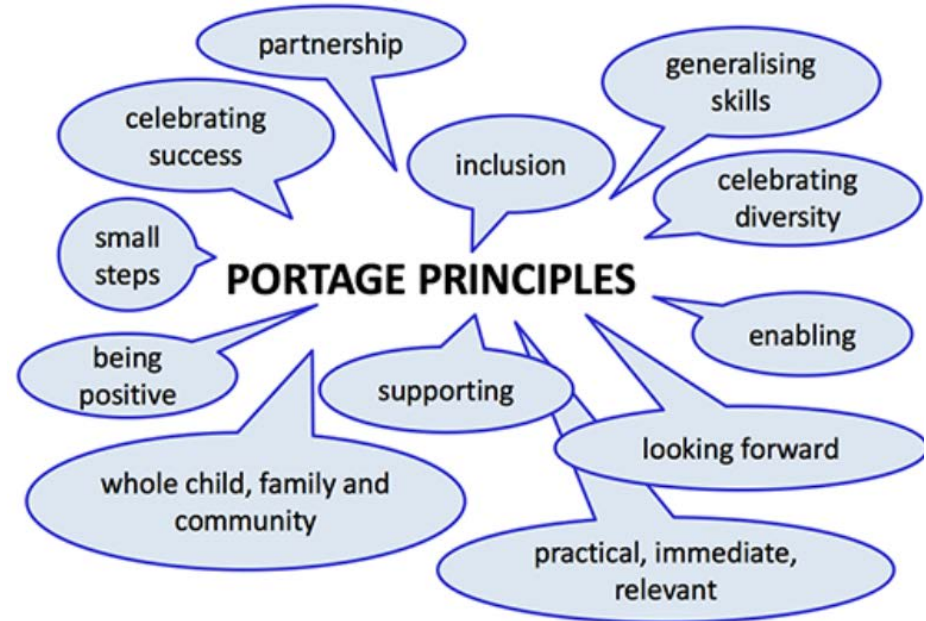 partnership
generalising
skills
celebrating
success
inclusion
celebrating
diversity
small
steps
PORTAGE PRINCIPLES
enabling
being
positive
supporting
looking forward
whole child, family and
community
practical, immediate,
relevant